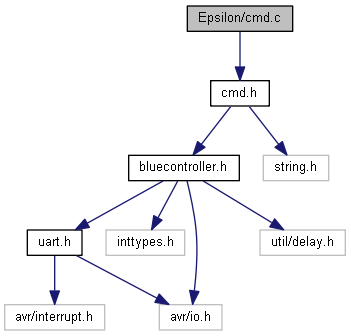 Epsilon/cmd.c
cmd.h
bluecontroller.h
string.h
uart.h
inttypes.h
util/delay.h
avr/interrupt.h
avr/io.h